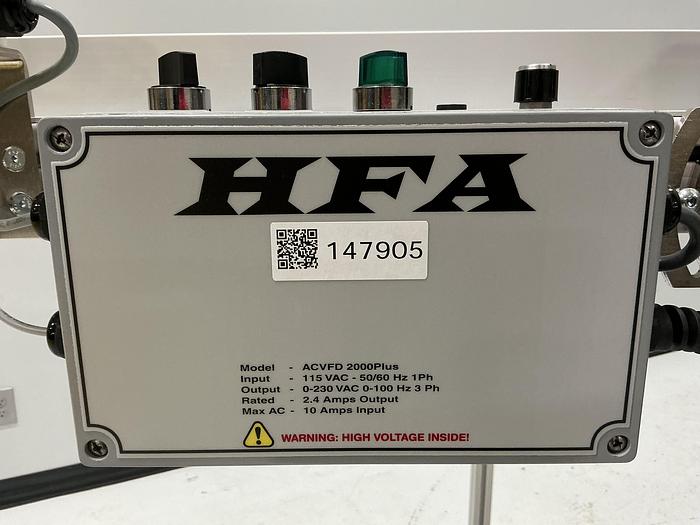 HFA
147905
Model - ACVFD 2000Plus
Input - 115 VAC - 50/60 Hz 1Ph
Output - 0-230 VAC 0-100 Hz 3 Ph
Rated - 2.4 Amps Output
Max AC - 10 Amps Input
WARNING: HIGH VOLTAGE INSIDE!